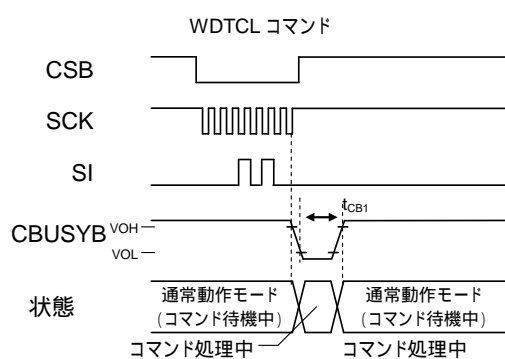 WDTCL コマンド
CSB
SCK
SI
tCB1
CBUSYB
VOH
VOL
状態
通常動作モード
(コマンド待機中)
通常動作モード
(コマンド待機中)
コマンド処理中
コマンド処理中